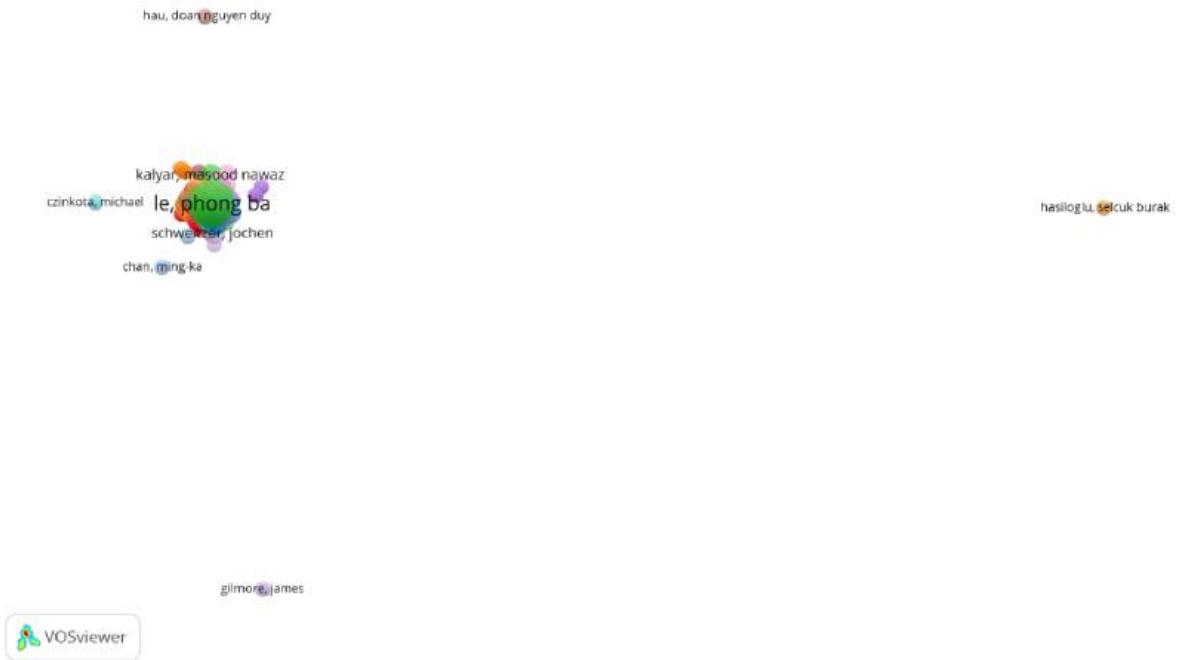 hau, doan nguyen duy
kalyar, masood nawaz
czinkota, michael
le, phong ba
hasiloglu, selcuk burak
schweitzer, jochen
chan, ming-ka
gilmore, james
VOSviewer